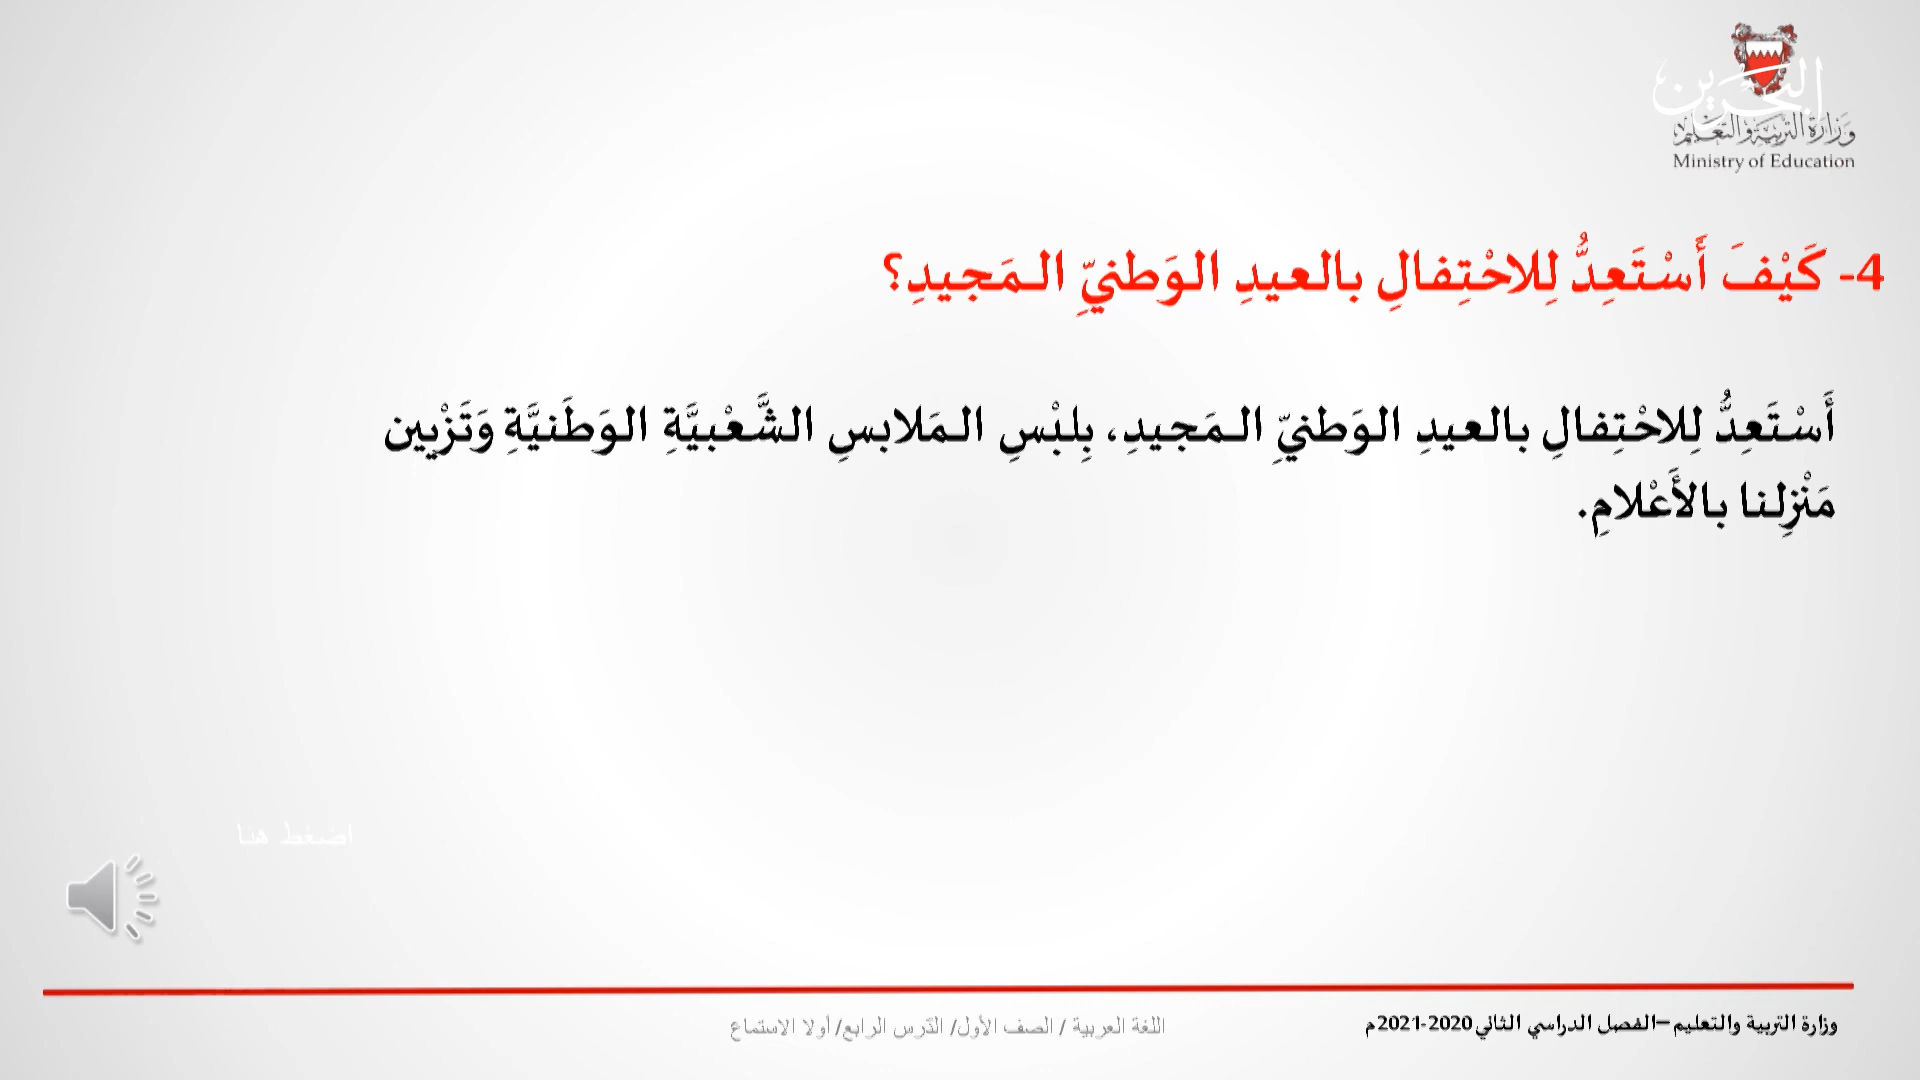 البحرين
وزارة التربية والتعليم
Ministry of Education
4- كَيْفَ أَسْتَعِدُّ لِلاحْتِفالِ بالعيدِ الوَطنيِّ الـمَجيدِ؟
أَسْتَعِدُّ لِلاحْتِفالِ بالعيدِ الوَطنيِّ الـمَجيدِ، بِلبْسِ الـمَلابسِ الشَّعْبيَّةِ الوَطَنيَّةِ وَتَزْيِين
مَنْزِلنا بالأَعْلامِ.
اضغط هنا
وزارة التربية والتعليم –الفصل الدراسي الثاني 2020-2021م
اللغة العربية / الصف الأول/ الدّرس الرابع/ أولا الاستماع